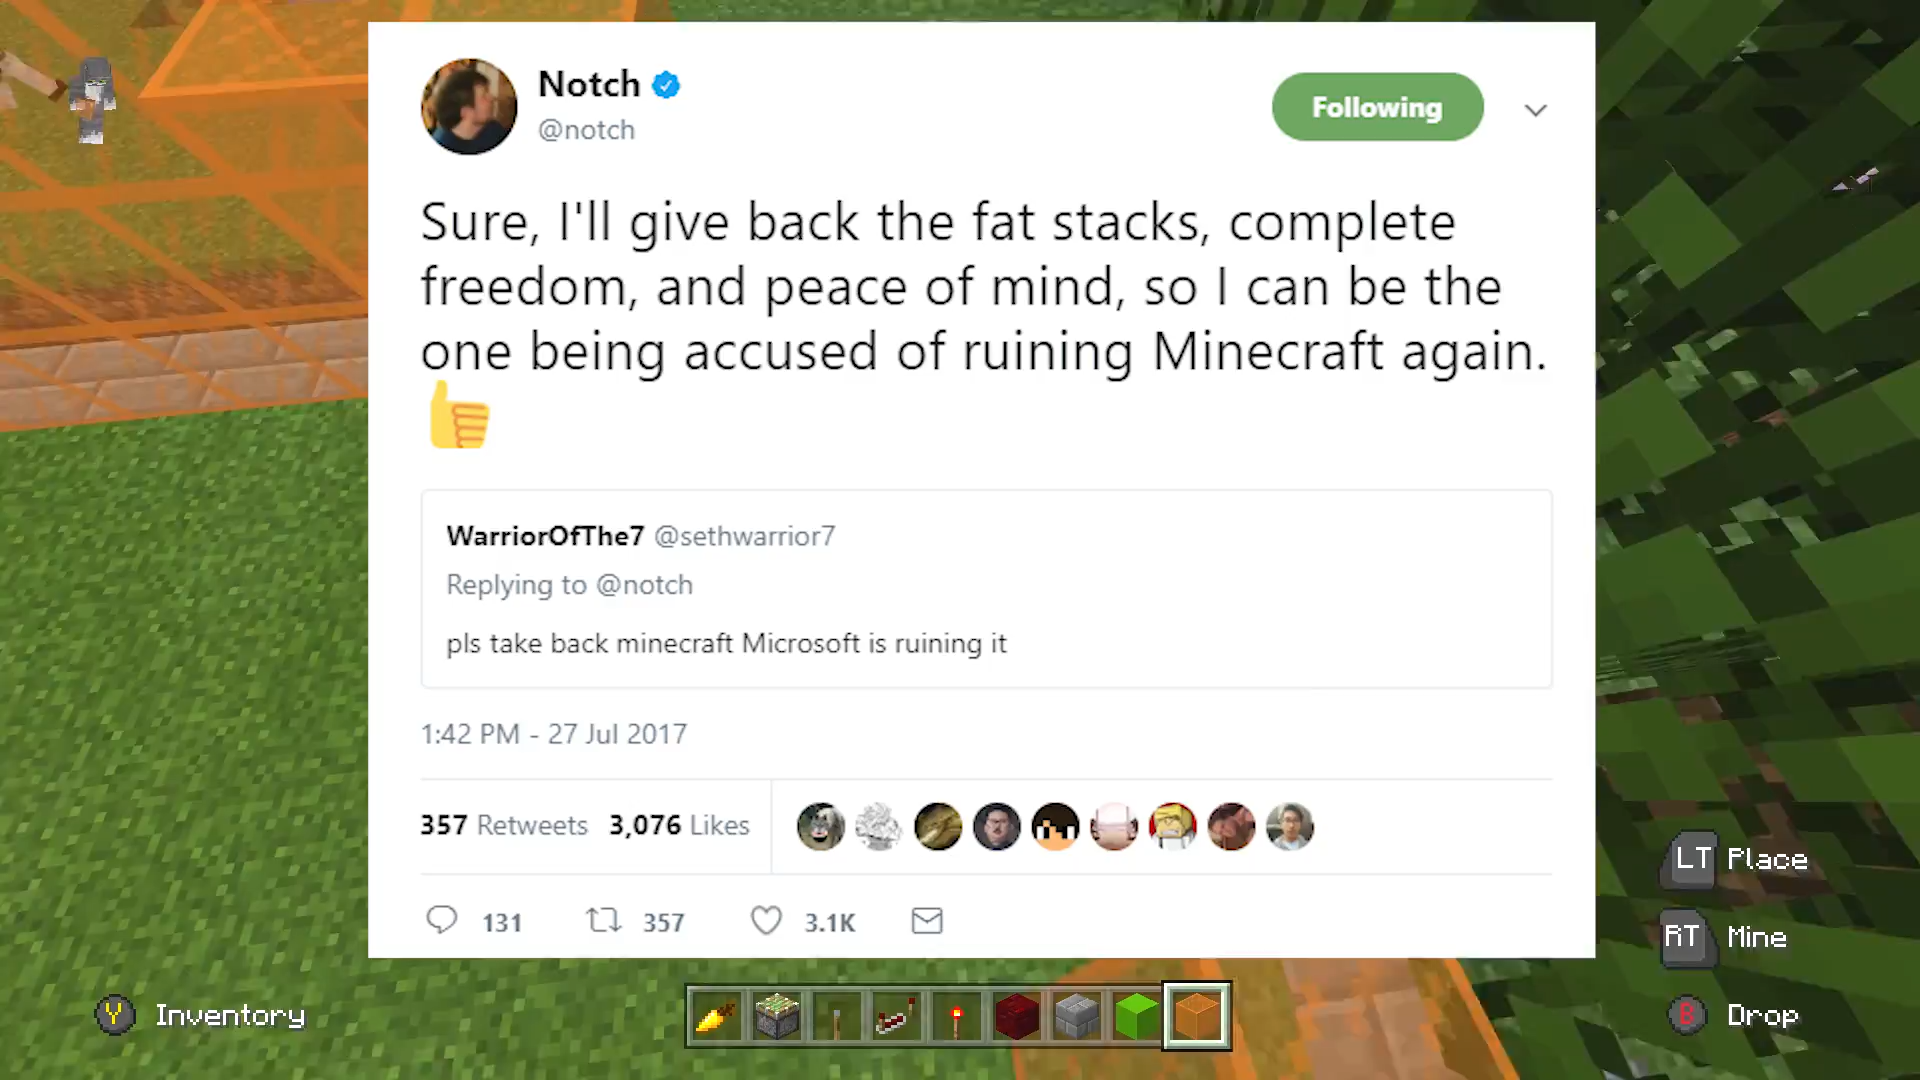 Notch
@notch
Following
Sure, I'll give back the fat stacks, complete
freedom, and peace of mind, so I can be the
one being accused of ruining Minecraft again.
WarriorOfThe7 @sethwarrior7
Replying to @notch
pls take back minecraft Microsoft is ruining it
1:42 PM - 27 Jul 2017
357 Retweets 3,076 Likes
131 357 3.1K
LT Place
RT Mine
Y Inventory
B Drop